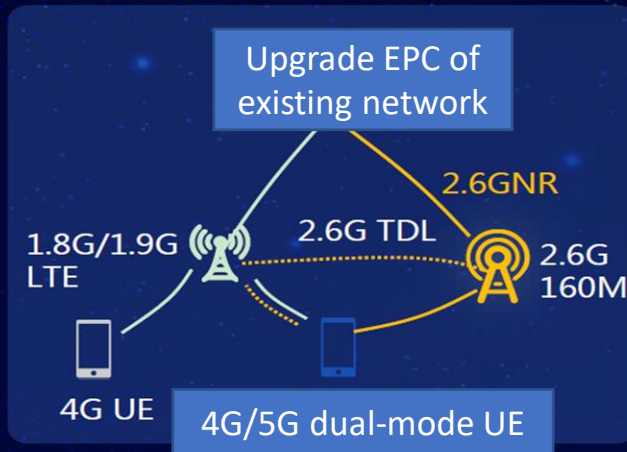 Upgrade EPC of
existing network
2.6GNR
2.6G TDL
1.8G/1.9G
LTE
2.6G
160M
4G UE
4G/5G dual-mode UE